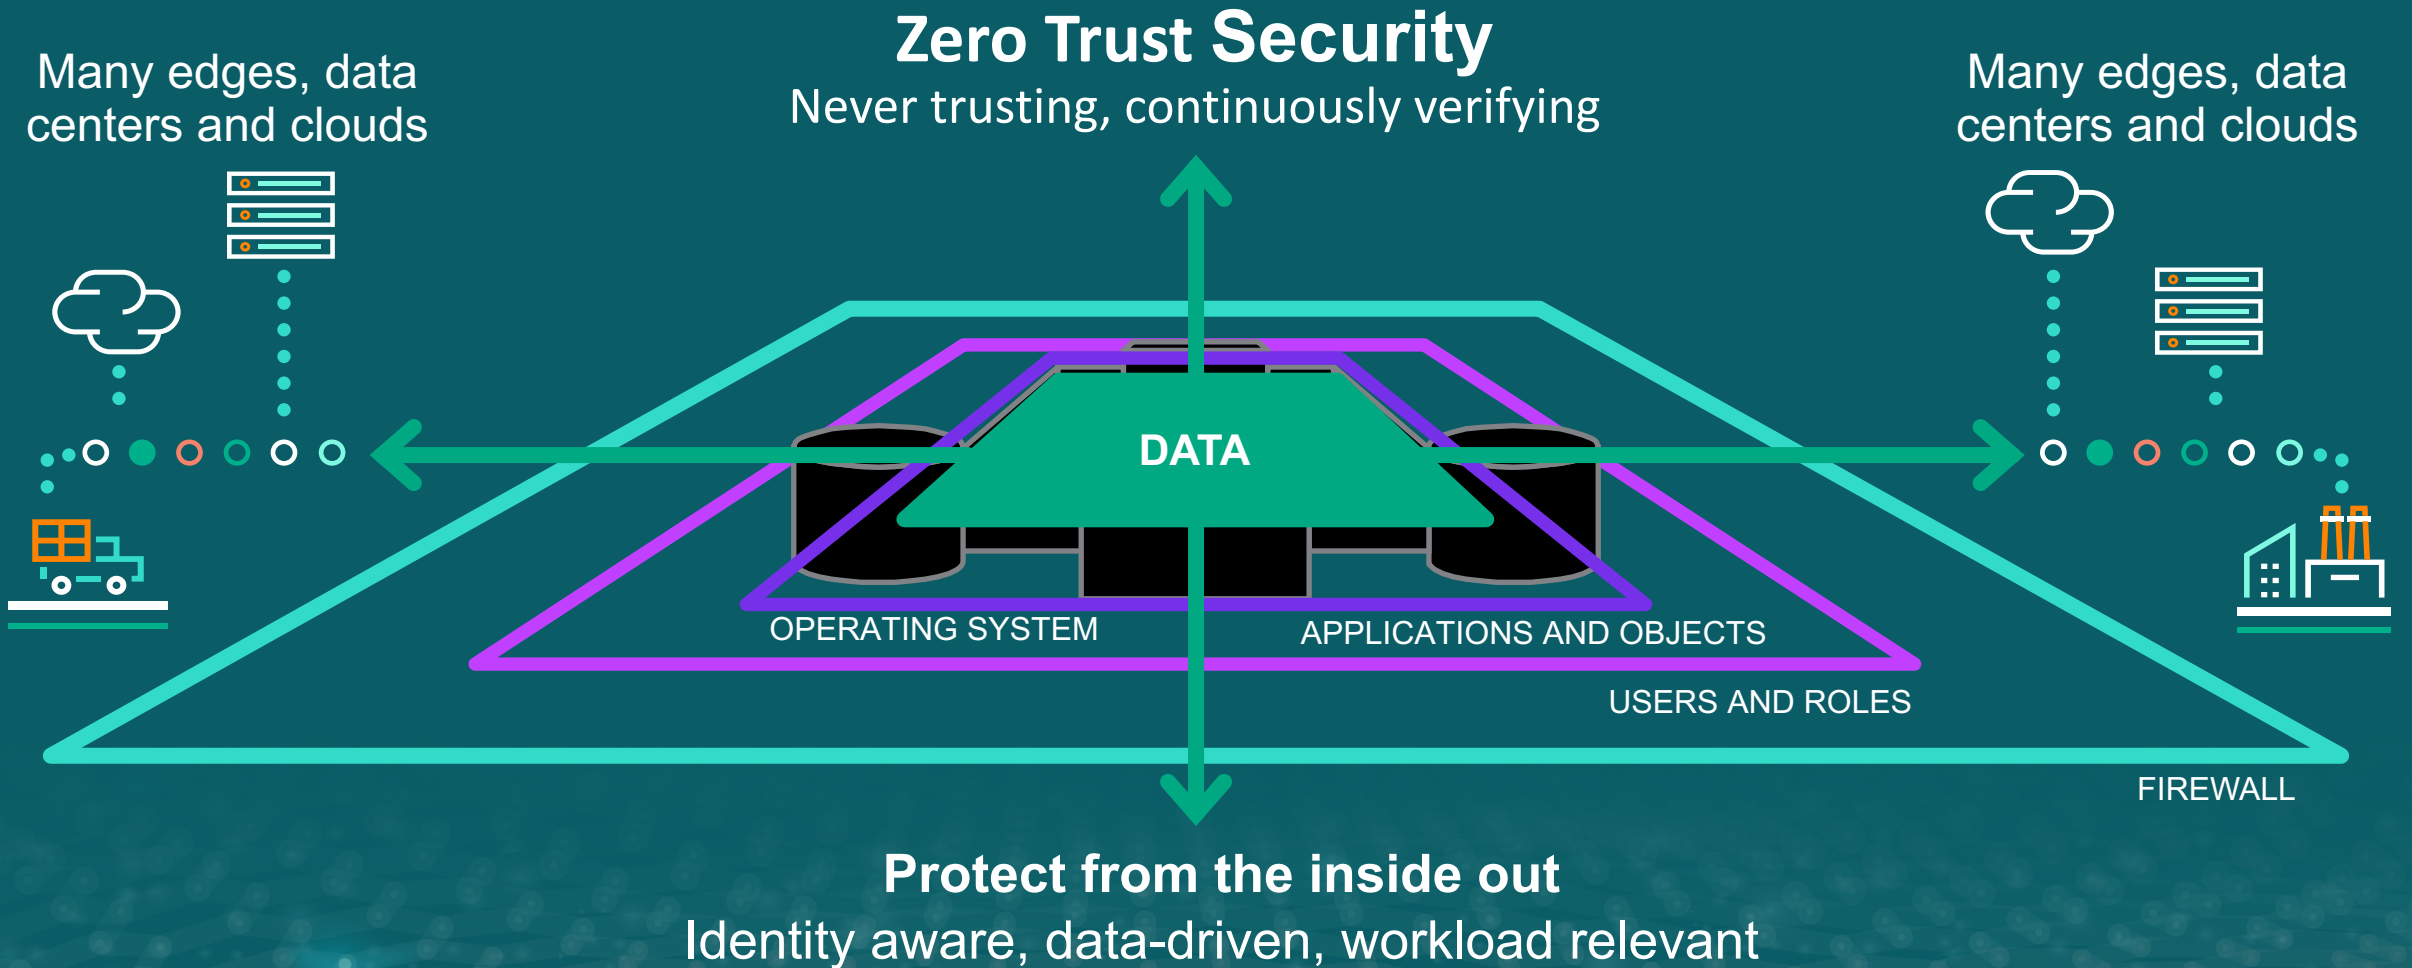 Zero Trust Security
Never trusting, continuously verifying
Many edges, data
centers and clouds
Many edges, data
centers and clouds
DATA
OPERATING SYSTEM
APPLICATIONS AND OBJECTS
USERS AND ROLES
FIREWALL
Protect from the inside out
Identity aware, data-driven, workload relevant